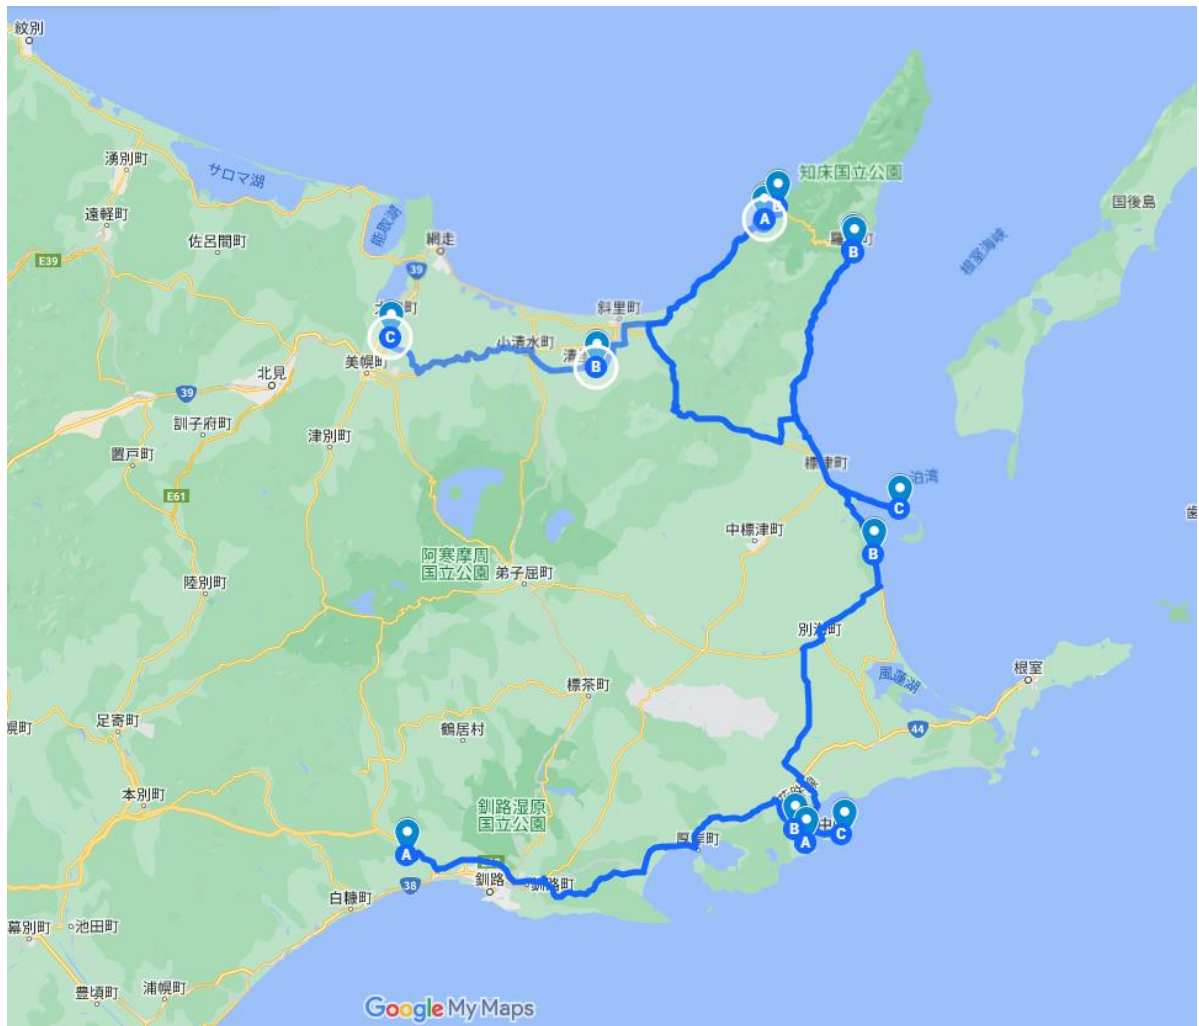 紋別
湧別町
サロマ湖
遠軽町
佐呂間町
能取湖
網走
E39
39
知床国立公園
国後島
根室海峡
A
B
斜里町
小清水町
C
B
美幌町
北見
39
訓子府町
津別町
置戸町
E61
標津町
泊湾
C
B
中標津町
阿寒摩周
国立公園
弟子屈町
陸別町
別海町
根室
風蓮湖
標茶町
44
鶴居村
足寄町
幌町
本別町
釧路湿原
国立公園
厚岸町
B
A
C
A
38
釧路
釧路町
白糠町
池田町
幕別町
豊頃町
浦幌町
Google My Maps